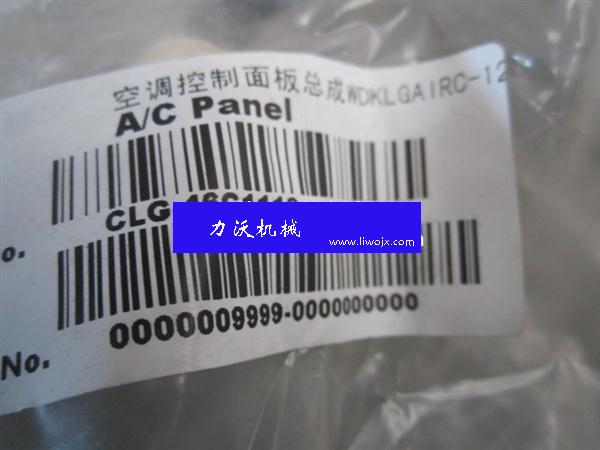 空调控制面板总成WDKLGAIRC-12
A/C Panel
CLG
力沃机械
www.liwojx.com
o.
0000009999-0000000000
No.